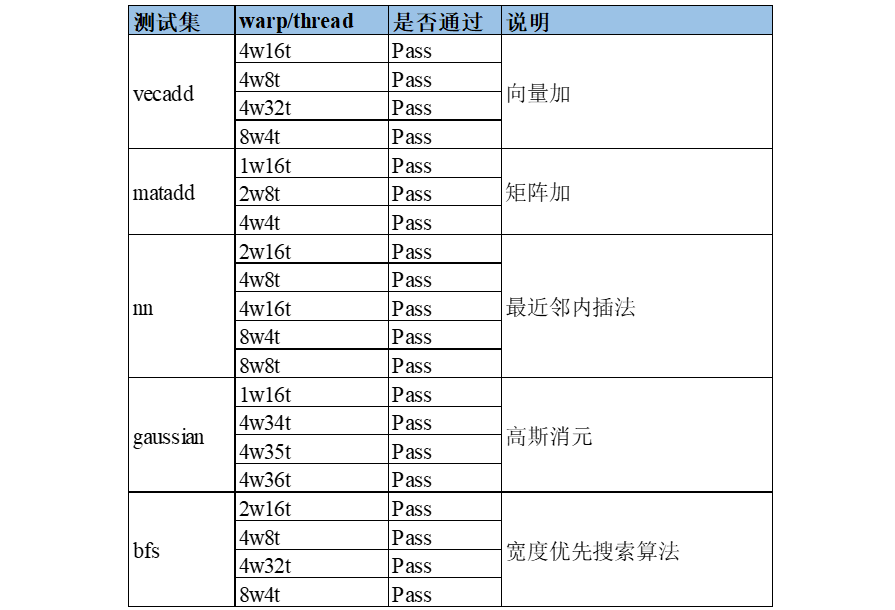 测试集 warp/thread 是否通过 说明
vecadd 4w16t Pass 向量加
4w8t Pass
4w32t Pass
8w4t Pass
matadd 1w16t Pass 矩阵加
2w8t Pass
4w4t Pass
nn 2w16t Pass 最近邻内插法
4w8t Pass
4w16t Pass
8w4t Pass
8w8t Pass
gaussian 1w16t Pass 高斯消元
4w34t Pass
4w35t Pass
4w36t Pass
bfs 2w16t Pass 宽度优先搜索算法
4w8t Pass
4w32t Pass
8w4t Pass